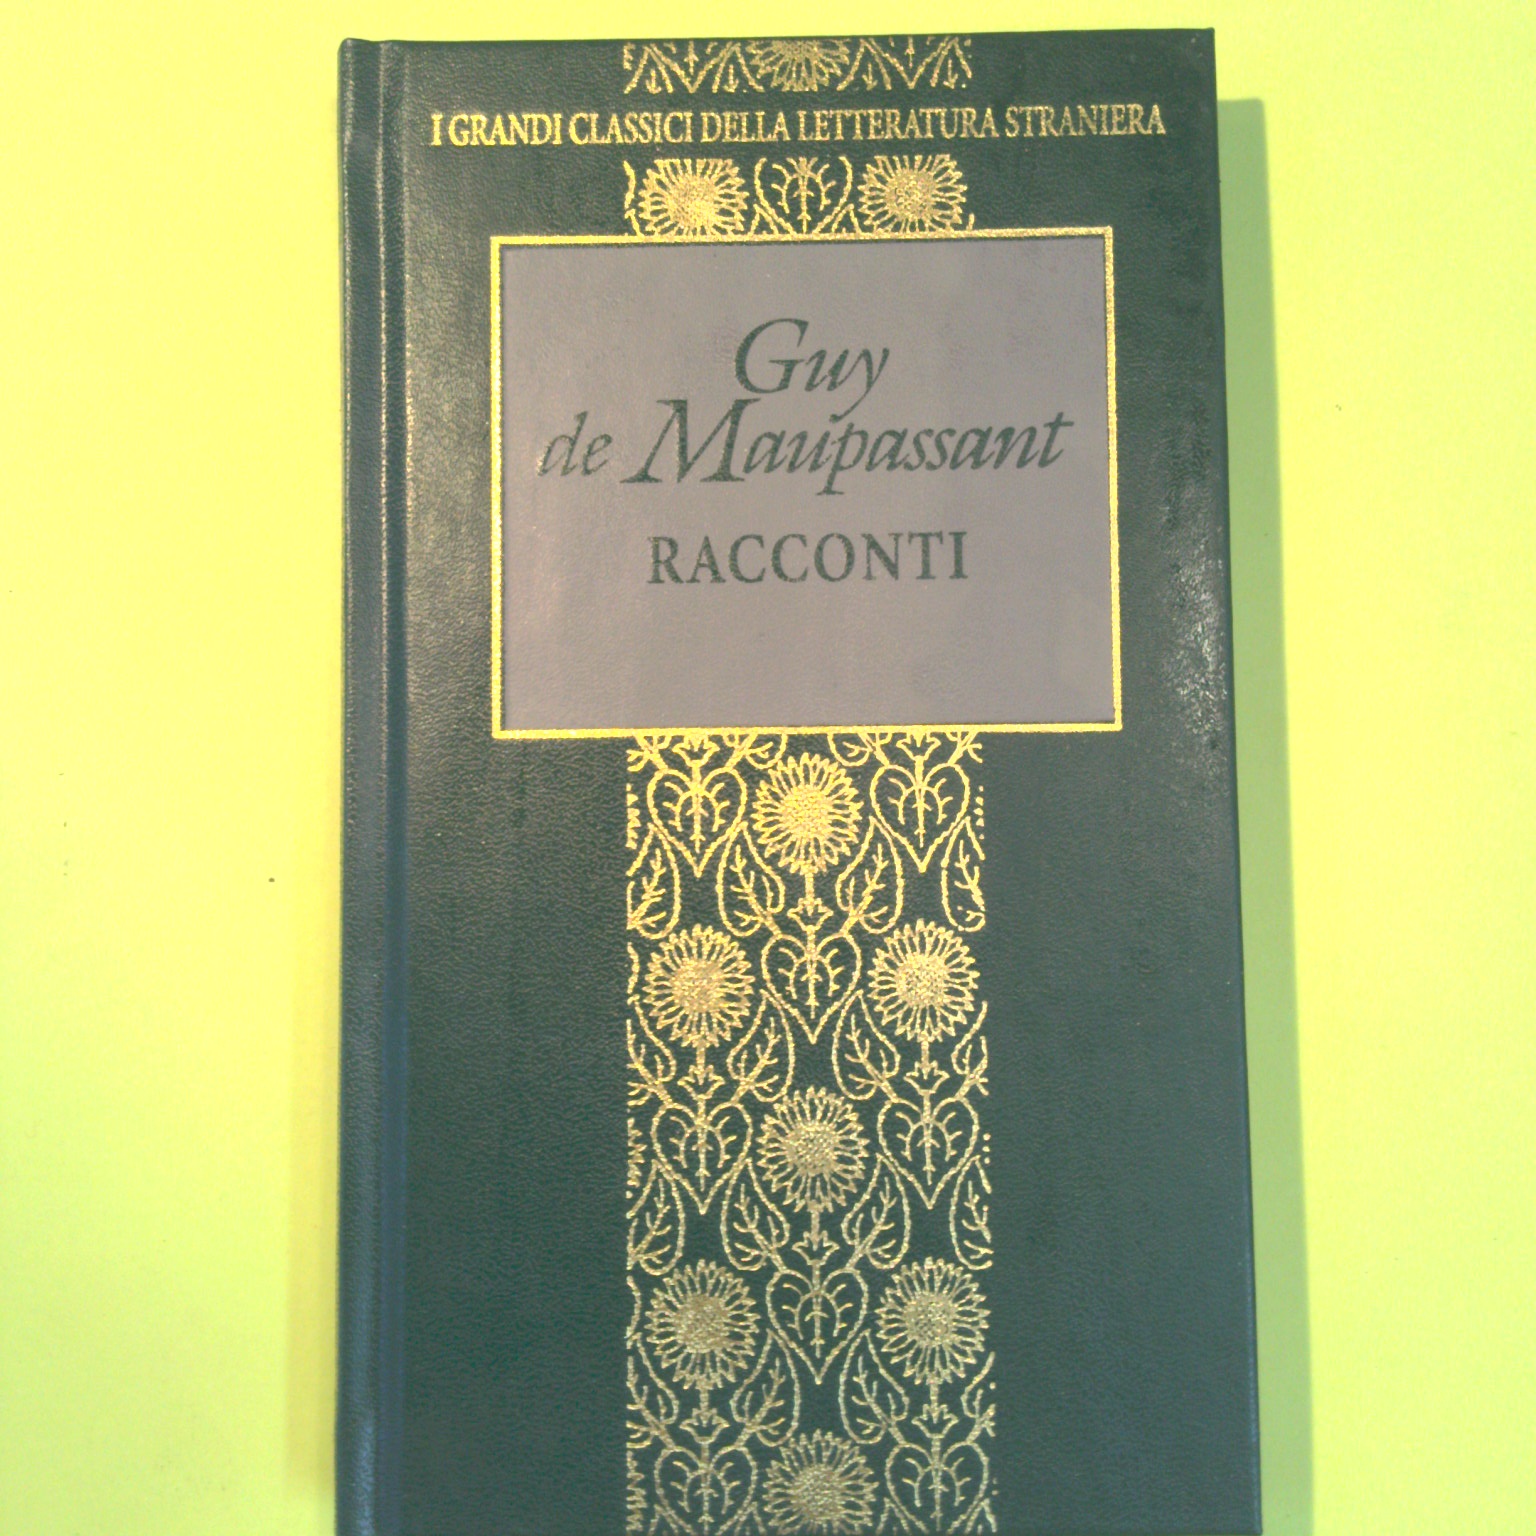 I GRANDI CLASSICI DELLA LETTERATURA STRANIERA
Guy
de Maupassant
RACCONTI